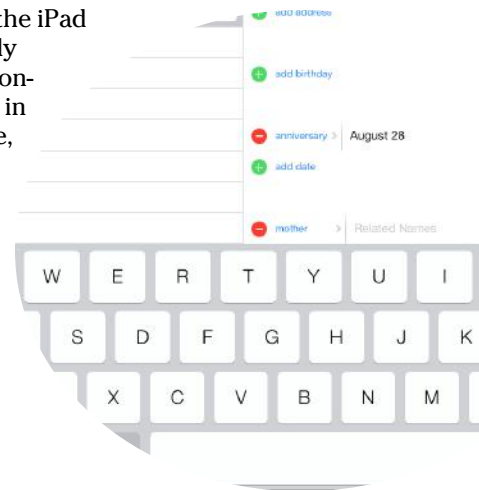 the iPad
ly
on-
in
e,
add address
add birthday
anniversary > August 28
add date
mother > Related Names
W E R T Y U I
S D F G H J K
X C V B N M